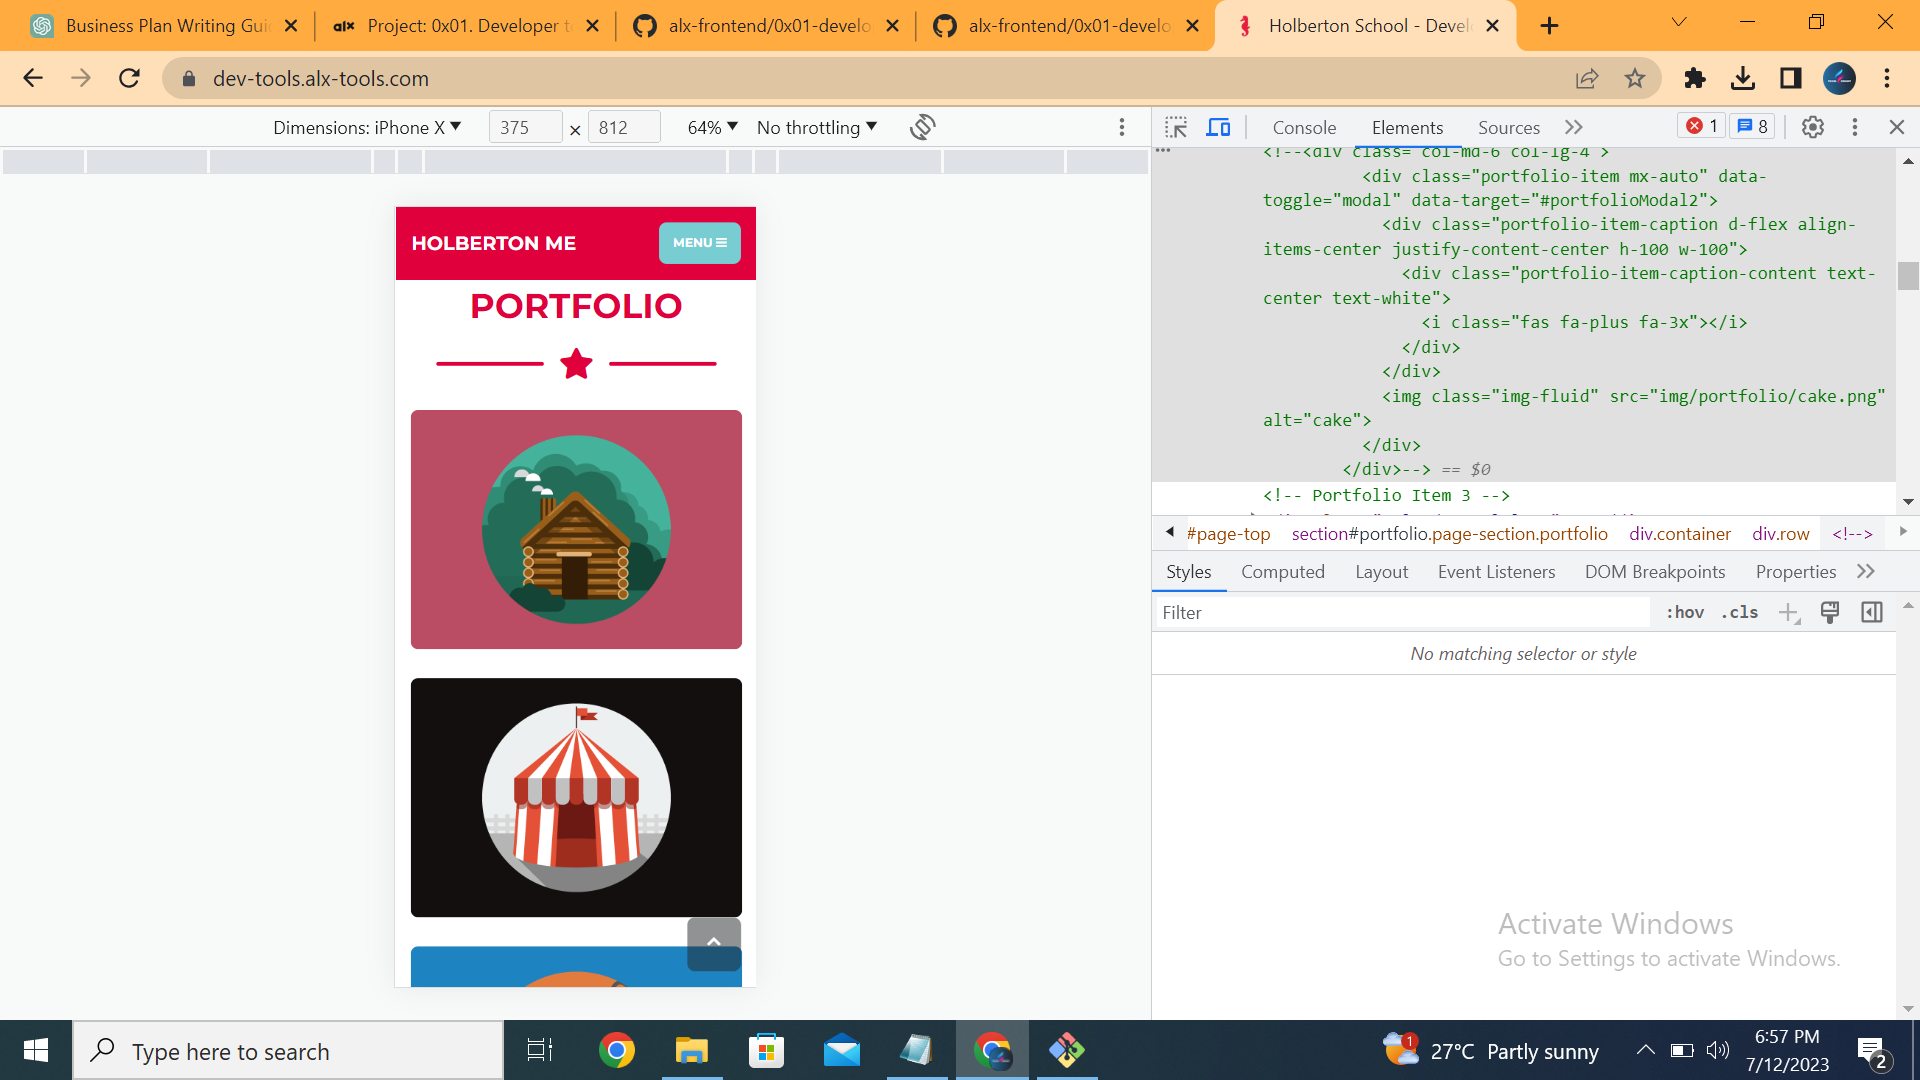 Business Plan Writing Gui
alx Project: 0x01. Developer t
alx-frontend/0x01-develo
alx-frontend/0x01-develo
Holberton School - Devel
dev-tools.alx-tools.com
Dimensions: iPhone X ▼ 375 × 812 64% ▼ No throttling ▼
Console Elements Sources 1 8
HOLBERTON ME
MENU
PORTFOLIO
<!--<div class="col-md-6 col-lg-4">
<div class="portfolio-item mx-auto" data-
toggle="modal" data-target="#portfolioModal2">
<div class="portfolio-item-caption d-flex align-
items-center justify-content-center h-100 w-100">
<div class="portfolio-item-caption-content text-
center text-white">
<i class="fas fa-plus fa-3x"></i>
</div>
</div>
<img class="img-fluid" src="img/portfolio/cake.png"
alt="cake">
</div>
</div>--> == $0
<!-- Portfolio Item 3 -->
#page-top section#portfolio.page-section.portfolio div.container div.row <!-->
Styles Computed Layout Event Listeners DOM Breakpoints Properties
Filter :hov .cls
No matching selector or style
Activate Windows
Go to Settings to activate Windows.
Type here to search
1
27°C Partly sunny
6:57 PM
7/12/2023
2